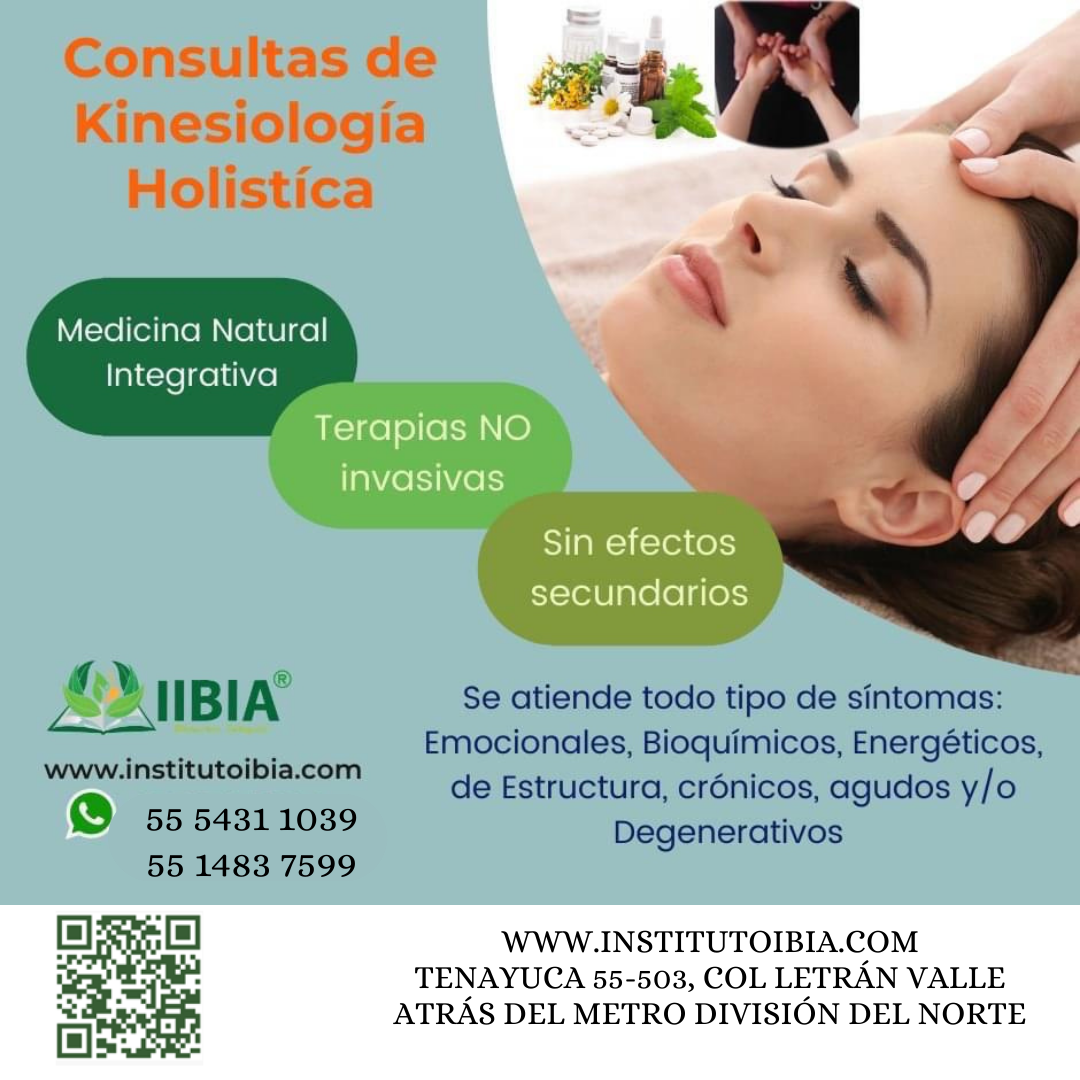 Consultas de
Kinesiología
Holistíca
Medicina Natural
Integrativa
Terapias NO
invasivas
Sin efectos
secundarios
IIBIA®
www.institutoibia.com
55 5431 1039
55 1483 7599
Se atiende todo tipo de síntomas:
Emocionales, Bioquímicos, Energéticos,
de Estructura, crónicos, agudos y/o
Degenerativos
WWW.INSTITUTOIBIA.COM
TENAYUCA 55-503, COL LETRÁN VALLE
ATRÁS DEL METRO DIVISIÓN DEL NORTE